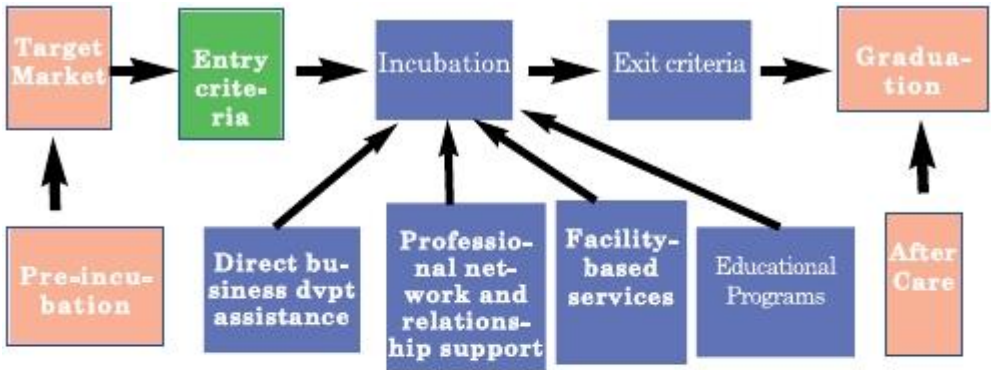 Target
Market
Entry
crite-
ria
Incubation
Exit criteria
Gradua-
tion
Pre-incu-
bation
Direct bu-
siness dvpt
assistance
Professio-
nal net-
work and
relations-
hip support
Facility-
based
services
Educational
Programs
After
Care